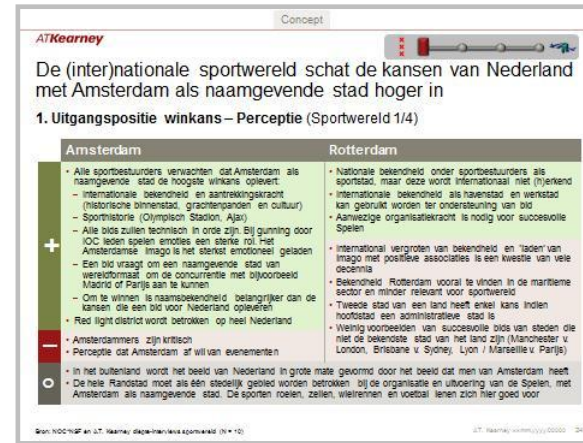 Concept
ATKearney
De (inter)nationale sportwereld schat de kansen van Nederland
met Amsterdam als naamgevende stad hoger in
1. Uitgangspositie winkans – Perceptie (Sportwereld 1/4)
Amsterdam
+
• Alle sportbestuurders verwachten dat Amsterdam als
naamgevende stad de hoogste winkans oplevert:
– Internationale bekendheid en aantrekkingskracht
(historische binnenstad, grachtenpanden en cultuur)
– Sporthistorie (Olympisch Stadion, Ajax)
– Alle bids zullen technisch in orde zijn. Bij gunning door
IOC leden spelen emoties een sterke rol. Het
Amsterdamse imago is het sterkst emotioneel geladen
– Een bid vraagt om een naamgevende stad van
wereldformaat om de concurrentie met bijvoorbeeld
Madrid of Parijs aan te kunnen
– Om te winnen is naamsbekendheid belangrijker dan de
kansen die een bid voor Nederland opleveren
• Red light district wordt betrokken op heel Nederland
–
• Amsterdammers zijn kritisch
• Perceptie dat Amsterdam af wil van evenementen
Rotterdam
• Nationale bekendheid onder sportbestuurders als
sportstad, maar deze wordt internationaal niet (h)erkend
• Internationale bekendheid als havenstad en werkstad
kan gebruikt worden ter ondersteuning van bid
• Aanwezige organisatiekracht is nodig voor succesvolle
Spelen
• International vergroten van bekendheid en 'laden' van
imago met positieve associaties is een kwestie van vele
decennia
• Bekendheid Rotterdam vooral te vinden in de maritieme
sector en minder relevant voor sportwereld
• Tweede stad van een land heeft enkel kans indien
hoofdstad een administratieve stad is
• Weinig voorbeelden van succesvolle bids van steden die
niet de bekendste stad van het land zijn (Manchester v.
London, Brisbane v. Sydney, Lyon / Marseille v. Parijs)
o
• In het buitenland wordt het beeld van Nederland in grote mate gevormd door het beeld dat men van Amsterdam heeft
• De hele Randstad moet als één stedelijk gebied worden betrokken bij de organisatie en uitvoering van de Spelen, met
Amsterdam als naamgevende stad. De sporten roeien, zeilen, wielrennen en voetbal lenen zich hier goed voor
Bron: NOC*NSF en A.T. Kearney diepte-interviews sportwereld (N = 10)